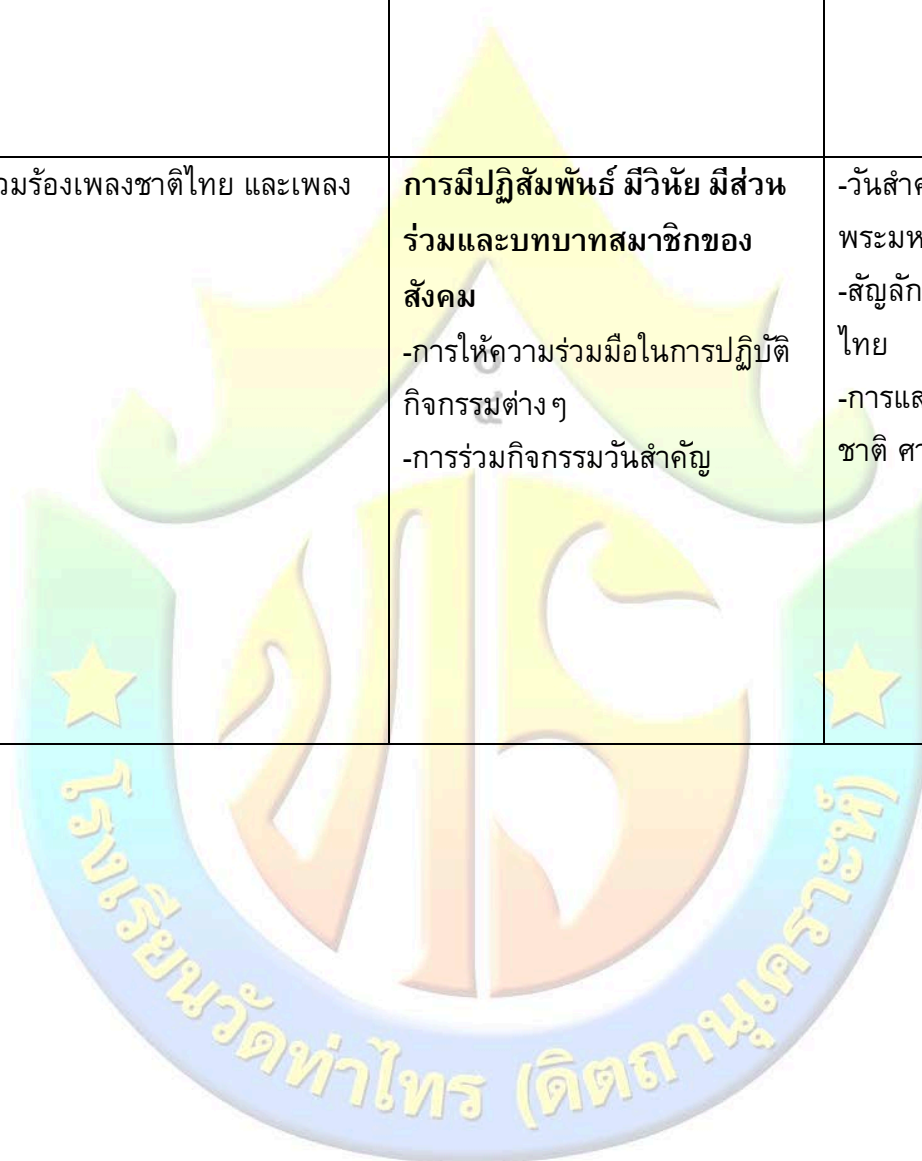 วมร้องเพลงชาติไทย และเพลง
การมีปฏิสัมพันธ์ มีวินัย มีส่วน
ร่วมและบทบาทสมาชิกของ
สังคม
-การให้ความร่วมมือในการปฏิบัติ
กิจกรรมต่างๆ
-การร่วมกิจกรรมวันสำคัญ
-วันสำค
พระมห
-สัญลัก
ไทย
-การแส
ชาติ ศา
ทร
โรงเรียนวัดท่าไทร (ดิตถานุเคราะห์)